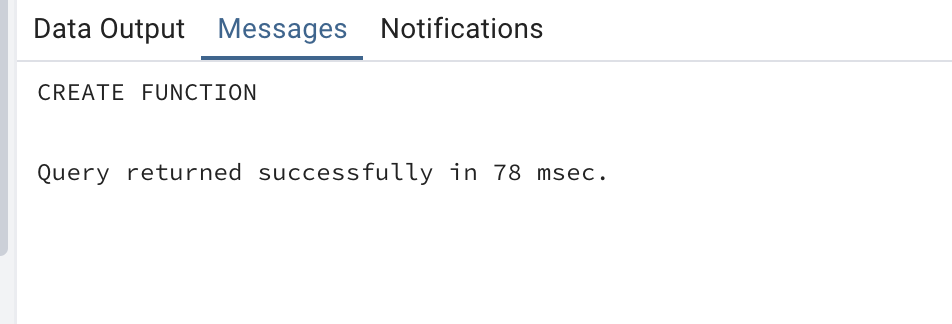 Data Output Messages Notifications
CREATE FUNCTION
Query returned successfully in 78 msec.